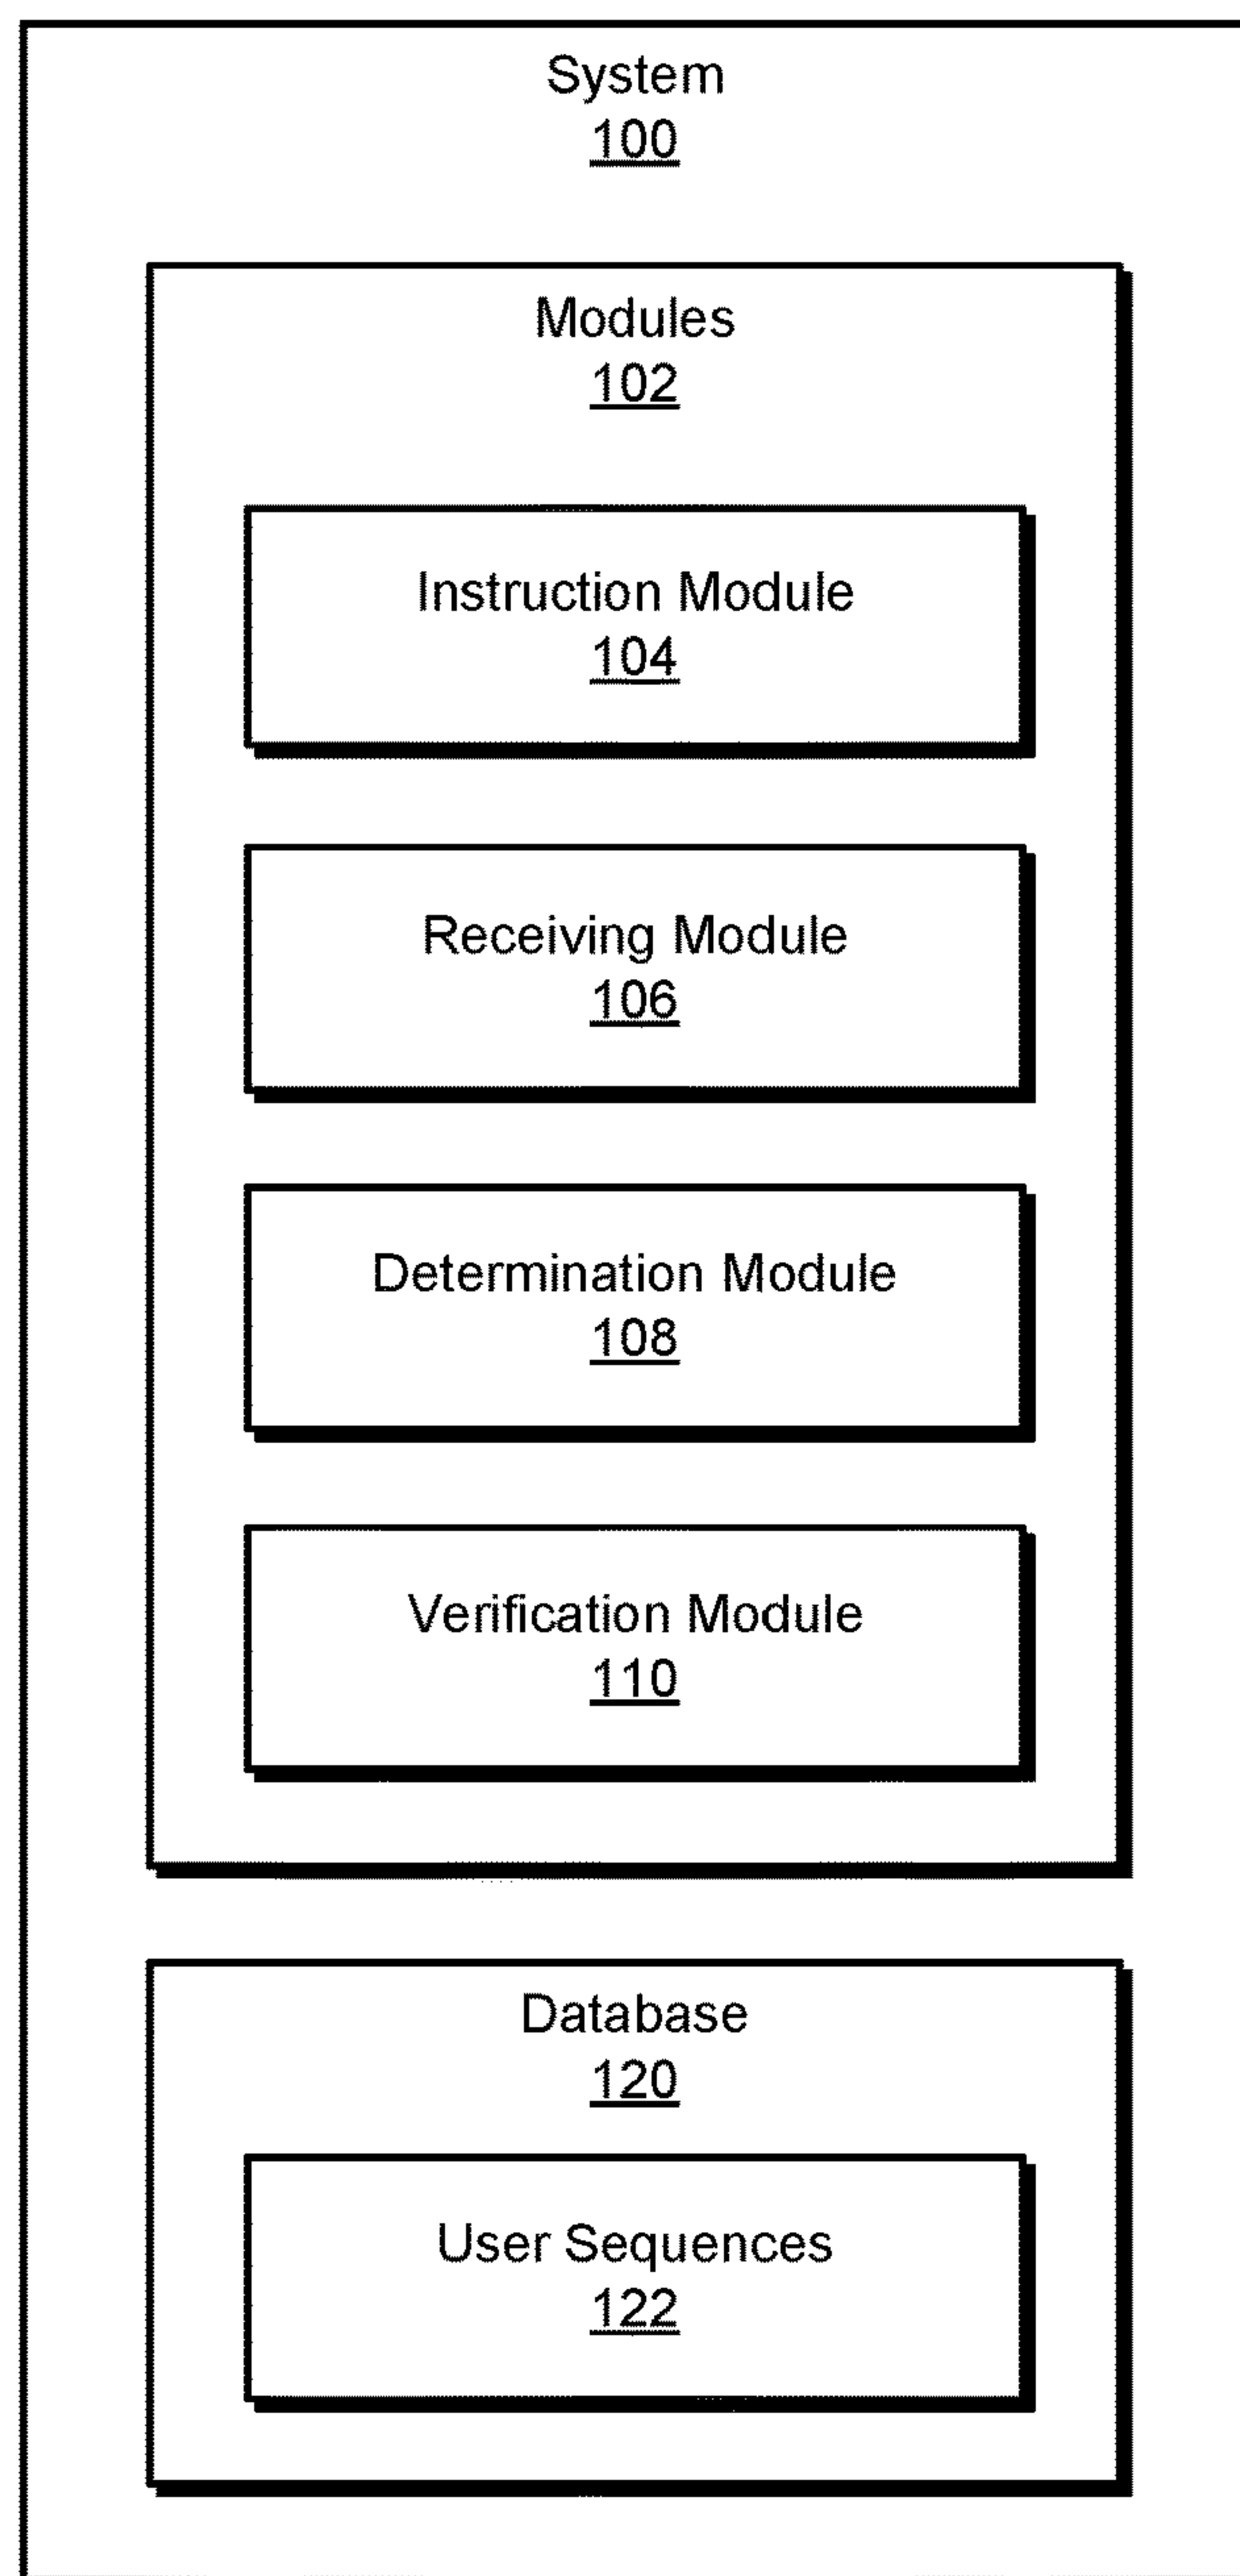 System
100
Modules
102
Instruction Module
104
Receiving Module
106
Determination Module
108
Verification Module
110
Database
120
User Sequences
122